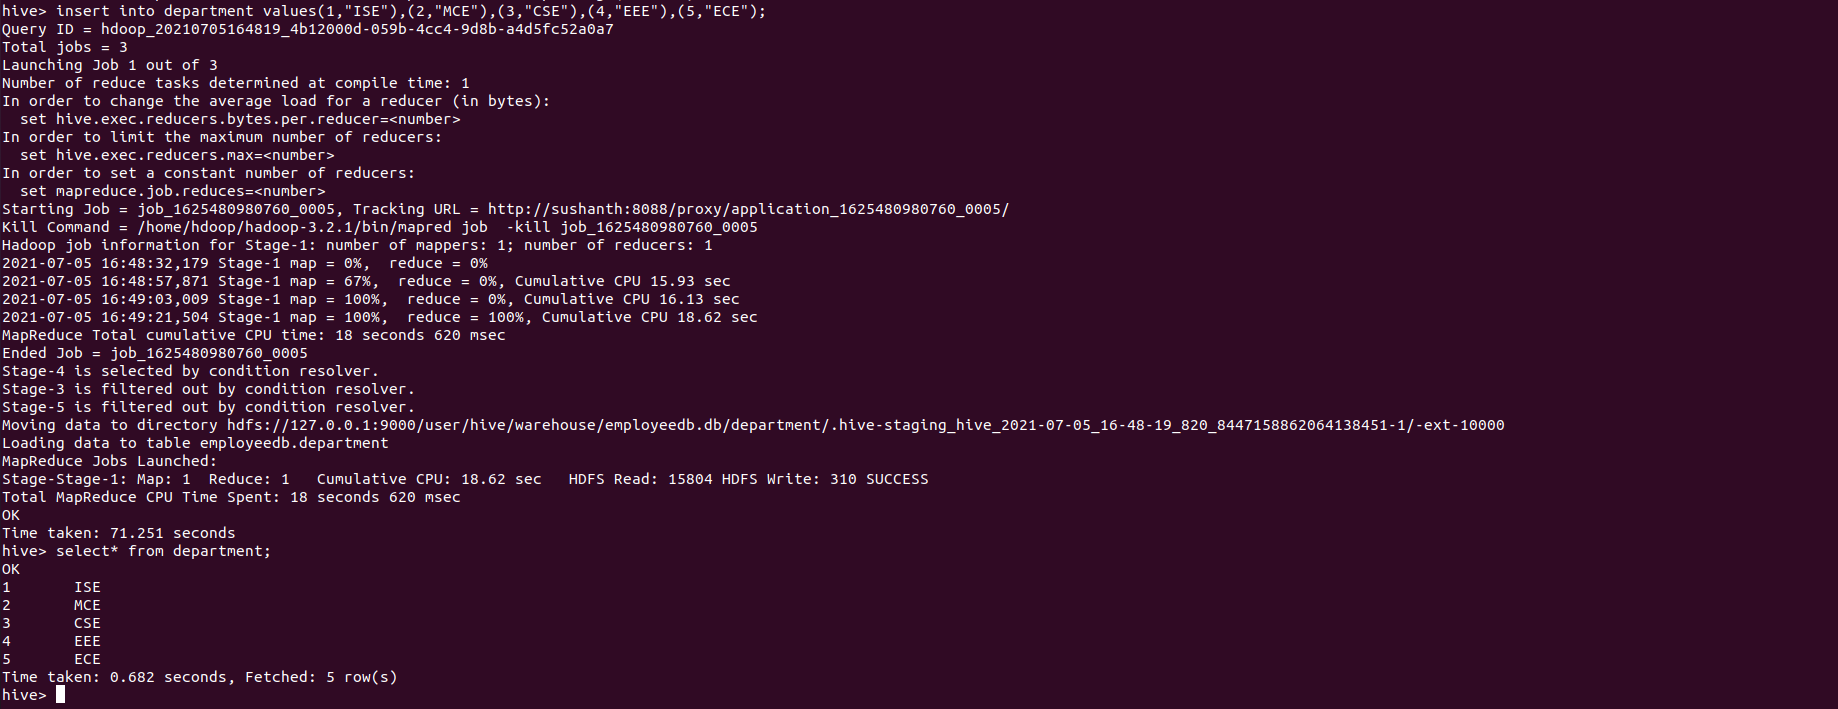 hive> insert into department values(1,"ISE"),(2,"MCE"),(3,"CSE"),(4,"EEE"),(5,"ECE");
Query ID = hdoop_20210705164819_4b12000d-059b-4cc4-9d8b-a4d5fc52a0a7
Total jobs = 3
Launching Job 1 out of 3
Number of reduce tasks determined at compile time: 1
In order to change the average load for a reducer (in bytes):
  set hive.exec.reducers.bytes.per.reducer=<number>
In order to limit the maximum number of reducers:
  set hive.exec.reducers.max=<number>
In order to set a constant number of reducers:
  set mapreduce.job.reduces=<number>
Starting Job = job_1625480980760_0005, Tracking URL = http://sushanth:8088/proxy/application_1625480980760_0005/
Kill Command = /home/hdoop/hadoop-3.2.1/bin/mapred job  -kill job_1625480980760_0005
Hadoop job information for Stage-1: number of mappers: 1; number of reducers: 1
2021-07-05 16:48:32,179 Stage-1 map = 0%,  reduce = 0%
2021-07-05 16:48:57,871 Stage-1 map = 67%,  reduce = 0%, Cumulative CPU 15.93 sec
2021-07-05 16:49:03,009 Stage-1 map = 100%,  reduce = 0%, Cumulative CPU 16.13 sec
2021-07-05 16:49:21,504 Stage-1 map = 100%,  reduce = 100%, Cumulative CPU 18.62 sec
MapReduce Total cumulative CPU time: 18 seconds 620 msec
Ended Job = job_1625480980760_0005
Stage-4 is selected by condition resolver.
Stage-3 is filtered out by condition resolver.
Stage-5 is filtered out by condition resolver.
Moving data to directory hdfs://127.0.0.1:9000/user/hive/warehouse/employeedb.db/department/.hive-staging_hive_2021-07-05_16-48-19_820_8447158862064138451-1/-ext-10000
Loading data to table employeedb.department
MapReduce Jobs Launched:
Stage-Stage-1: Map: 1  Reduce: 1   Cumulative CPU: 18.62 sec   HDFS Read: 15804 HDFS Write: 310 SUCCESS
Total MapReduce CPU Time Spent: 18 seconds 620 msec
OK
Time taken: 71.251 seconds
hive> select* from department;
OK
1       ISE
2       MCE
3       CSE
4       EEE
5       ECE
Time taken: 0.682 seconds, Fetched: 5 row(s)
hive>